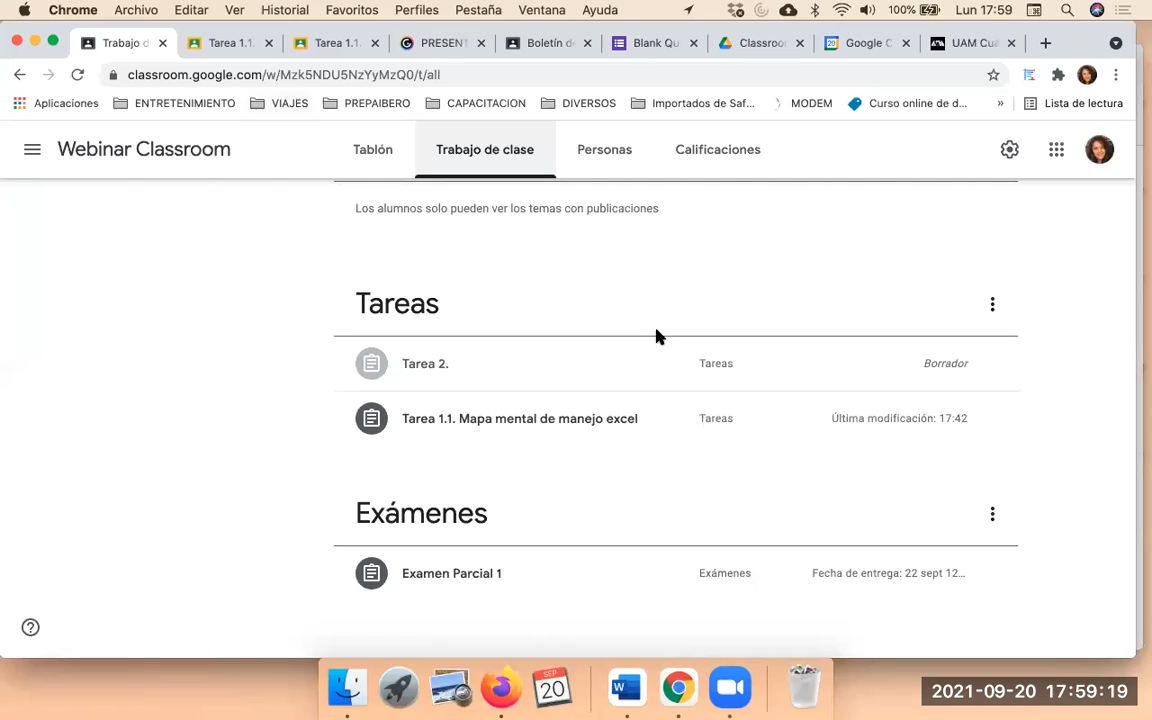 Chrome Archivo Editar Ver Historial Favoritos Perfiles Pestaña Ventana Ayuda 100% Lun 17:59
Trabajo d Tarea 1.1. Tarea 1.1. PRESENT Boletín de Blank Qu Classroo Google C UAM Cua
classroom.google.com/w/Mzk5NDU5NzYyMzQ0/t/all
Aplicaciones ENTRETENIMIENTO VIAJES PREPAIBERO CAPACITACION DIVERSOS Importados de Saf... MODEM Curso online de d... » Lista de lectura
Webinar Classroom Tablón Trabajo de clase Personas Calificaciones
Los alumnos solo pueden ver los temas con publicaciones
Tareas
Tarea 2. Tareas Borrador
Tarea 1.1. Mapa mental de manejo excel Tareas Última modificación: 17:42
Exámenes
Examen Parcial 1 Exámenes Fecha de entrega: 22 sept 12...
SEP
20
W
2021-09-20 17:59:19